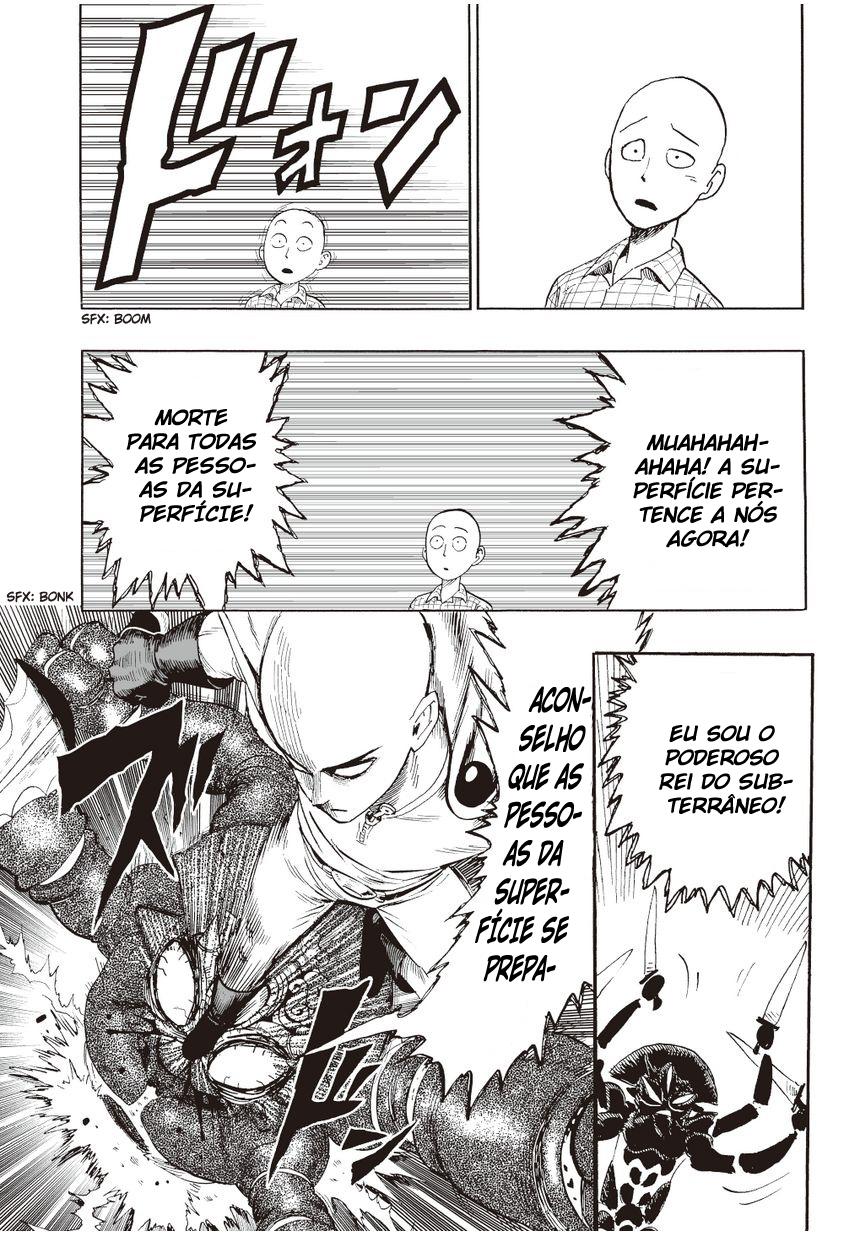 ドォン
SFX: BOOM
MUAHAHAH-
AHAHA! A SU-
PERFÍCIE PER-
TENCE A NÓS
AGORA!
MORTE
PARA TODAS
AS PESSO-
AS DA SU-
PERFÍCIE!
SFX: BONK
EU SOU O
PODEROSO
REI DO SUB-
TERRÂNEO!
ACON-
SELHO
QUE AS
PESSO-
AS DA
SUPER-
FÍCIE SE
PREPA-
ズドッ